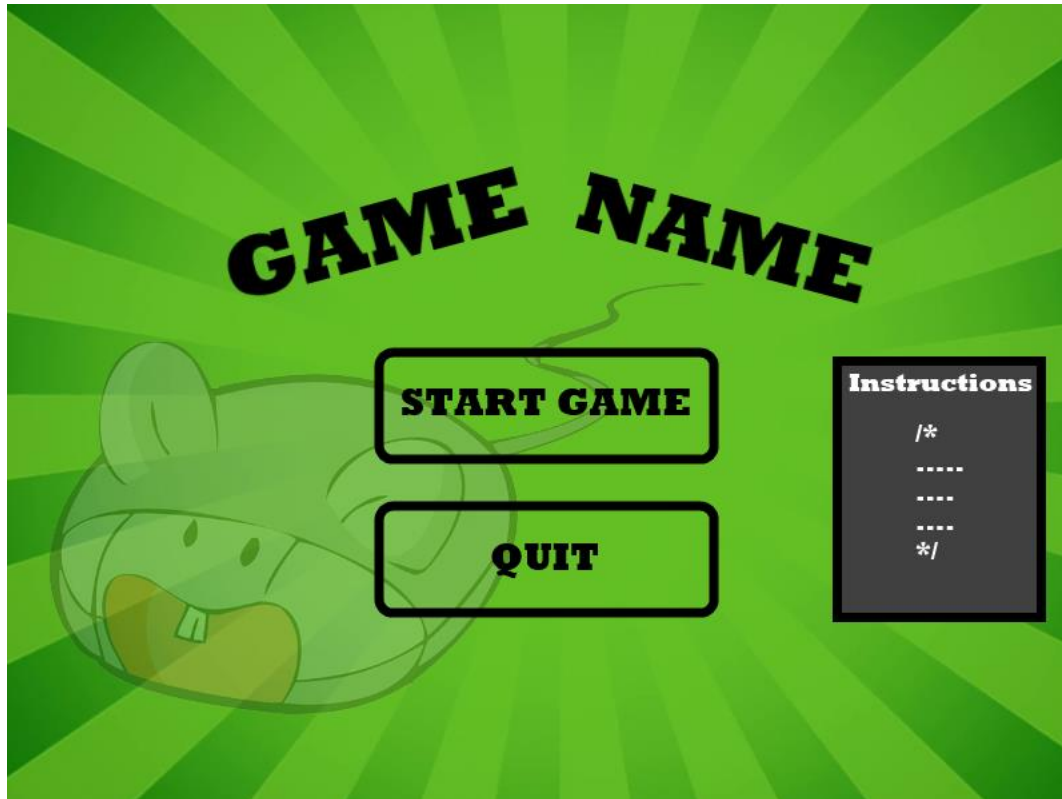 GAME NAME
START GAME
QUIT
Instructions
/*
-----
----
----
*/